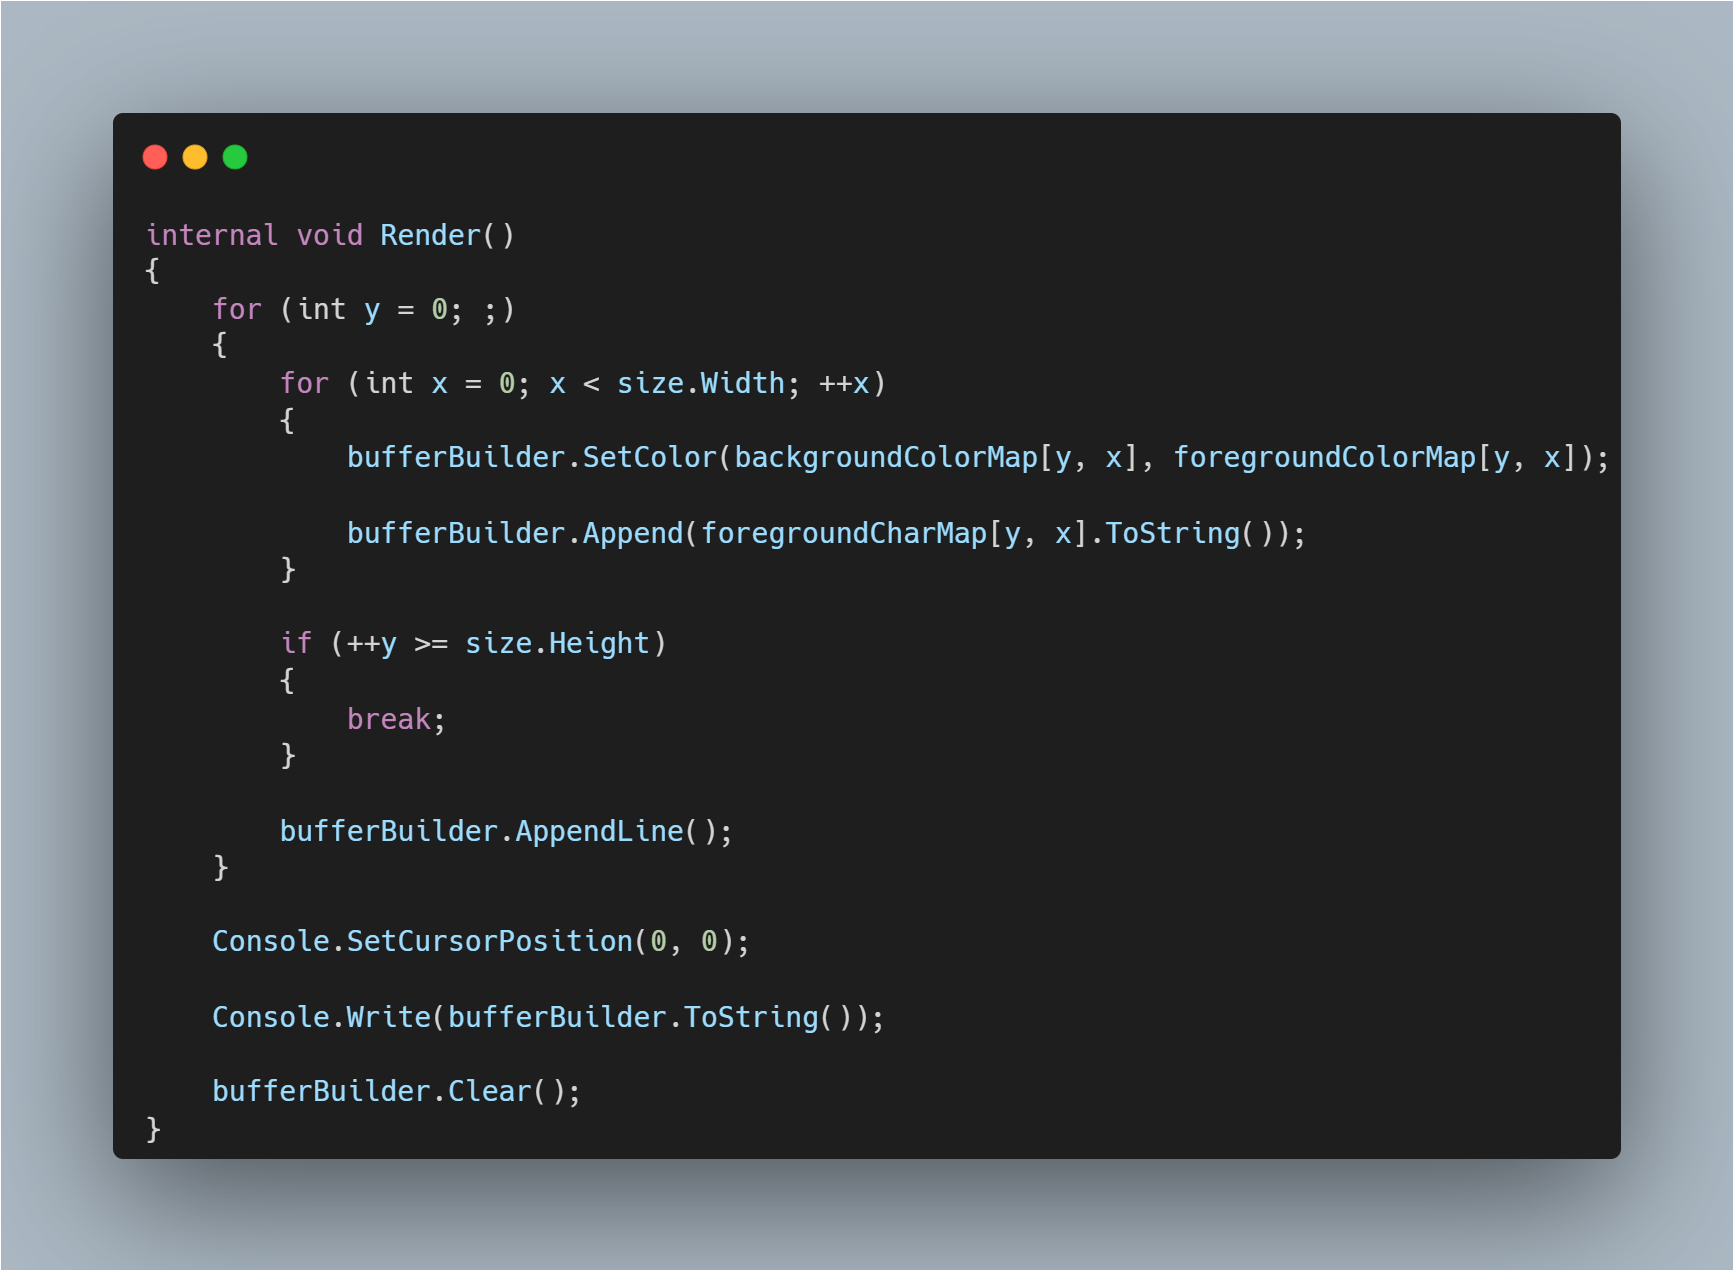 internal void Render()
{
    for (int y = 0; ;)
    {
        for (int x = 0; x < size.Width; ++x)
        {
            bufferBuilder.SetColor(backgroundColorMap[y, x], foregroundColorMap[y, x]);

            bufferBuilder.Append(foregroundCharMap[y, x].ToString());
        }

        if (++y >= size.Height)
        {
            break;
        }

        bufferBuilder.AppendLine();
    }

    Console.SetCursorPosition(0, 0);

    Console.Write(bufferBuilder.ToString());

    bufferBuilder.Clear();
}